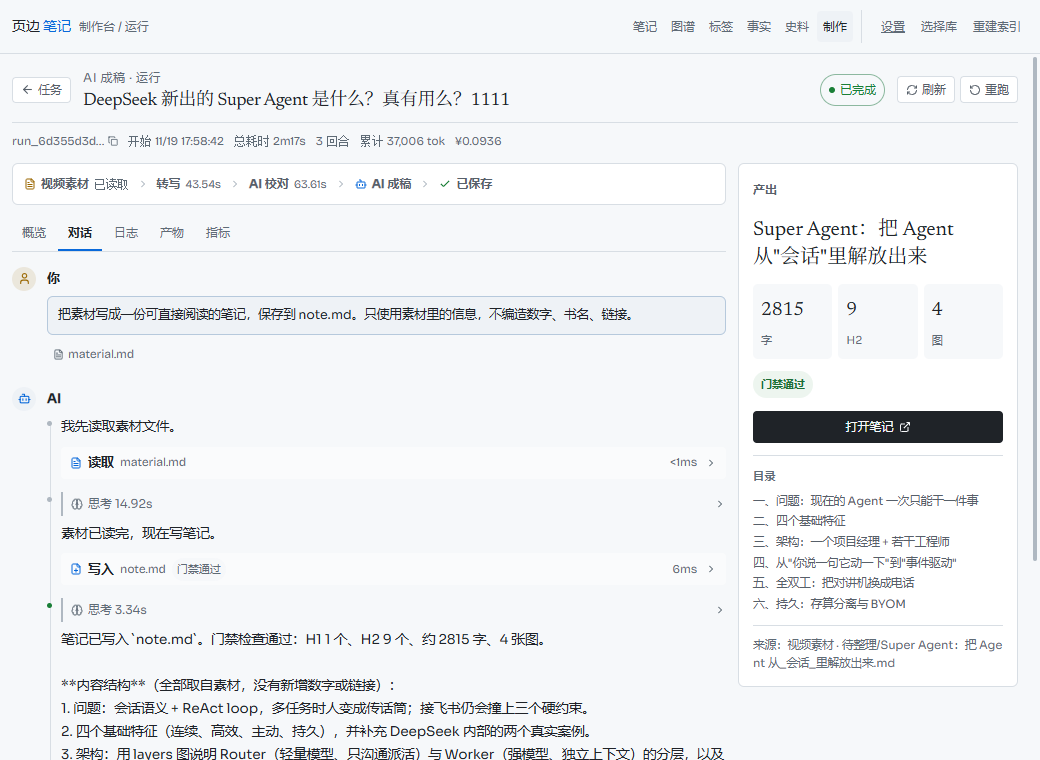 页边 笔记 制作台 / 运行
笔记 图谱 标签 事实 史料 制作 设置 选择库 重建索引
← 任务
AI 成稿 · 运行
DeepSeek 新出的 Super Agent 是什么？真有用么？1111
已完成 刷新 重跑
run_6d355d3d... 开始 11/19 17:58:42 总耗时 2m17s 3 回合 累计 37,006 tok ¥0.0936
视频素材 已读取 > 转写 43.54s > AI 校对 63.61s > AI 成稿 > ✓ 已保存
概览 对话 日志 产物 指标
你
把素材写成一份可直接阅读的笔记，保存到 note.md。只使用素材里的信息，不编造数字、书名、链接。
material.md
AI
我先读取素材文件。
读取 material.md <1ms >
思考 14.92s >
素材已读完，现在写笔记。
写入 note.md 门禁通过 6ms >
思考 3.34s >
笔记已写入 `note.md`。门禁检查通过：H1 1 个、H2 9 个、约 2815 字、4 张图。
**内容结构**（全部取自素材，没有新增数字或链接）：
1. 问题：会话语义 + ReAct loop，多任务时人变成传话筒；接飞书仍会撞上三个硬约束。
2. 四个基础特征（连续、高效、主动、持久），并补充 DeepSeek 内部的两个真实案例。
3. 架构：用 layers 图说明 Router（轻量模型、只沟通派活）与 Worker（强模型、独立上下文）的分层，以及
产出
Super Agent：把 Agent
从"会话"里解放出来
2815 9 4
字 H2 图
门禁通过
打开笔记
目录
一、问题：现在的 Agent 一次只能干一件事
二、四个基础特征
三、架构：一个项目经理 + 若干工程师
四、从"你说一句它动一下"到"事件驱动"
五、全双工：把对讲机换成电话
六、持久：存算分离与 BYOM
来源：视频素材 · 待整理/Super Agent：把 Age
nt 从_会话_里解放出来.md